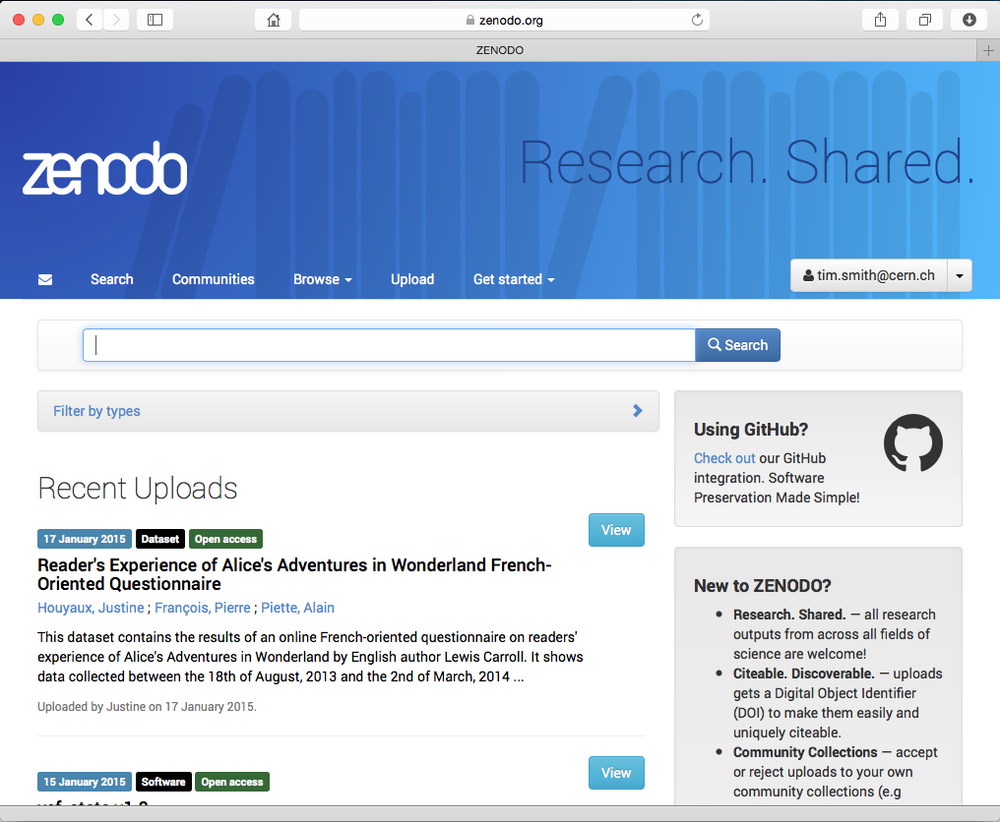 zenodo.org
ZENODO
zenodo
Research. Shared.
Search Communities Browse Upload Get started tim.smith@cern.ch
Search
Filter by types
Recent Uploads
17 January 2015 Dataset Open access View
Reader's Experience of Alice's Adventures in Wonderland French-
Oriented Questionnaire
Houyaux, Justine ; François, Pierre ; Piette, Alain
This dataset contains the results of an online French-oriented questionnaire on readers'
experience of Alice's Adventures in Wonderland by English author Lewis Carroll. It shows
data collected between the 18th of August, 2013 and the 2nd of March, 2014 ...
Uploaded by Justine on 17 January 2015.
15 January 2015 Software Open access View
Using GitHub?
Check out our GitHub
integration. Software
Preservation Made Simple!
New to ZENODO?
Research. Shared. — all research
outputs from across all fields of
science are welcome!
Citeable. Discoverable. — uploads
gets a Digital Object Identifier
(DOI) to make them easily and
uniquely citeable.
Community Collections — accept
or reject uploads to your own
community collections (e.g